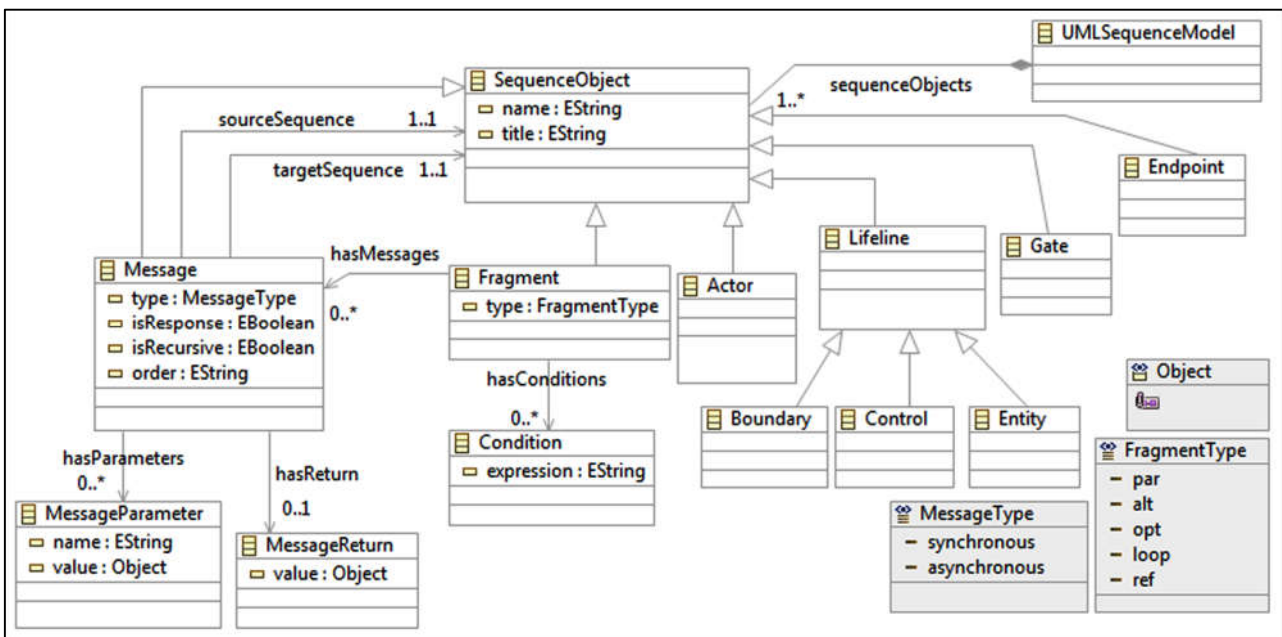 UMLSequenceModel
SequenceObject
name : EString
title : EString
sequenceObjects
1..*
sourceSequence 1..1
targetSequence 1..1
Endpoint
Lifeline
Gate
hasMessages
0..*
Message
type : MessageType
isResponse : EBoolean
isRecursive : EBoolean
order : EString
Fragment
type : FragmentType
Actor
hasConditions
0..*
Object
Boundary
Control
Entity
Condition
expression : EString
FragmentType
par
alt
opt
loop
ref
hasParameters
0..*
hasReturn
0..1
MessageParameter
name : EString
value : Object
MessageReturn
value : Object
MessageType
synchronous
asynchronous